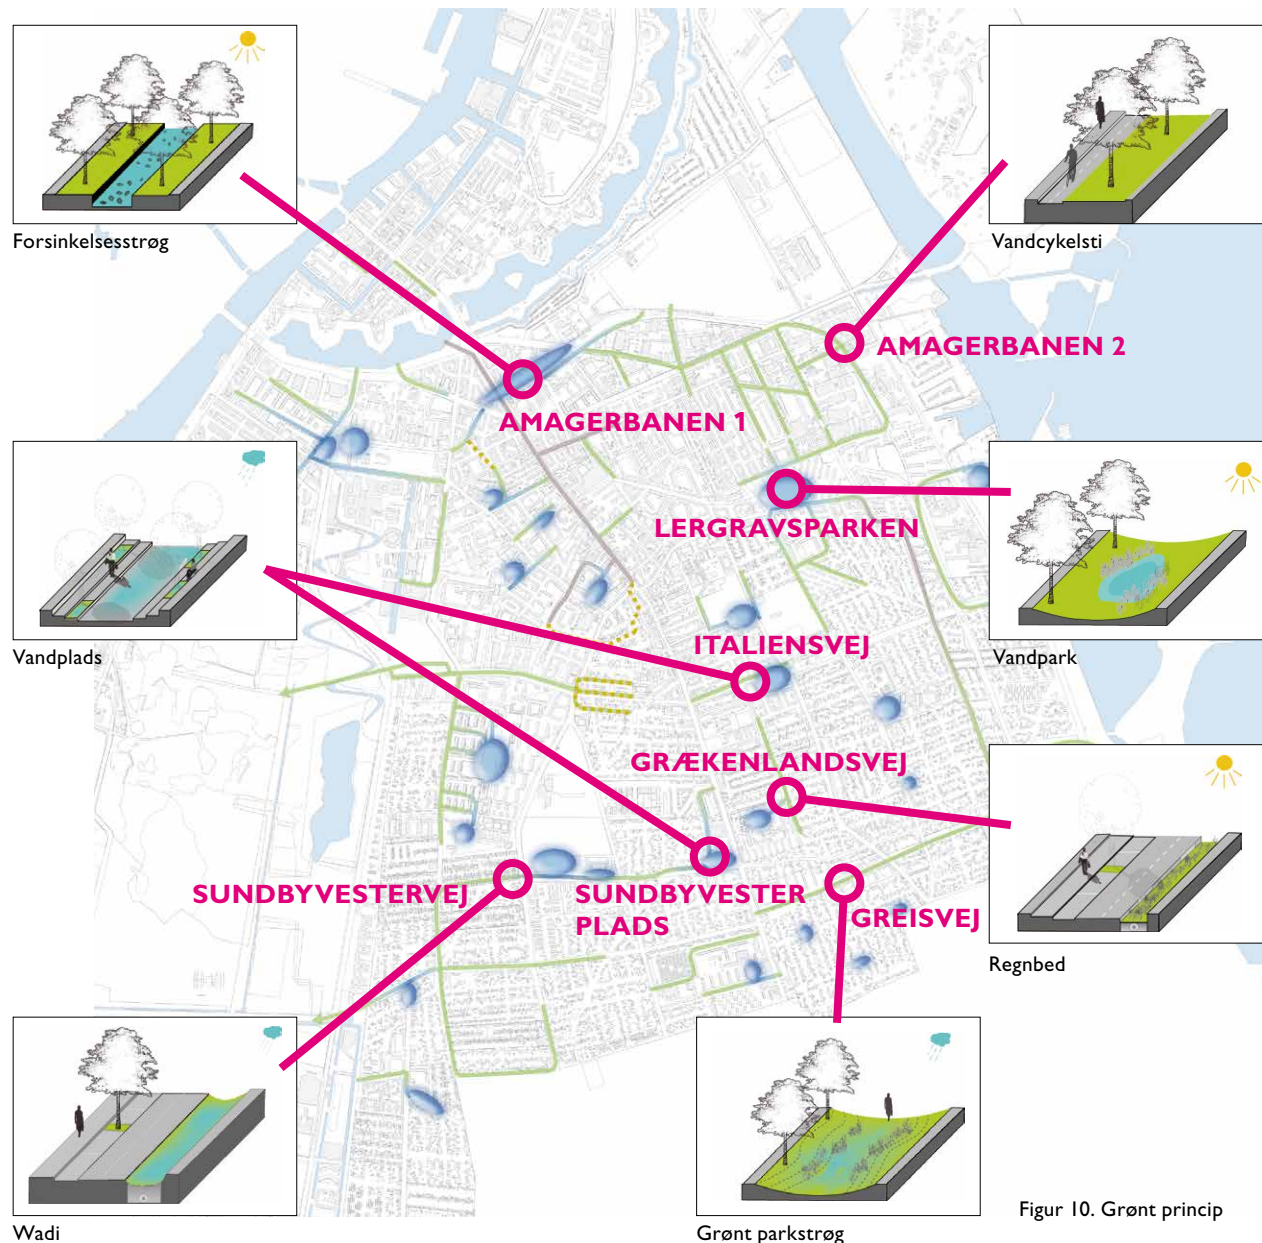 Forsinkelsesstrøg
Vandcykelsti
AMAGERBANEN 2
AMAGERBANEN 1
LERGRAVSPARKEN
Vandplads
ITALIENSVEJ
Vandpark
GRÆKENLANDSVEJ
SUNDBYVESTERVEJ
SUNDBYVESTER
PLADS
GREISVEJ
Regnbed
Wadi
Grønt parkstrøg
Figur 10. Grønt princip